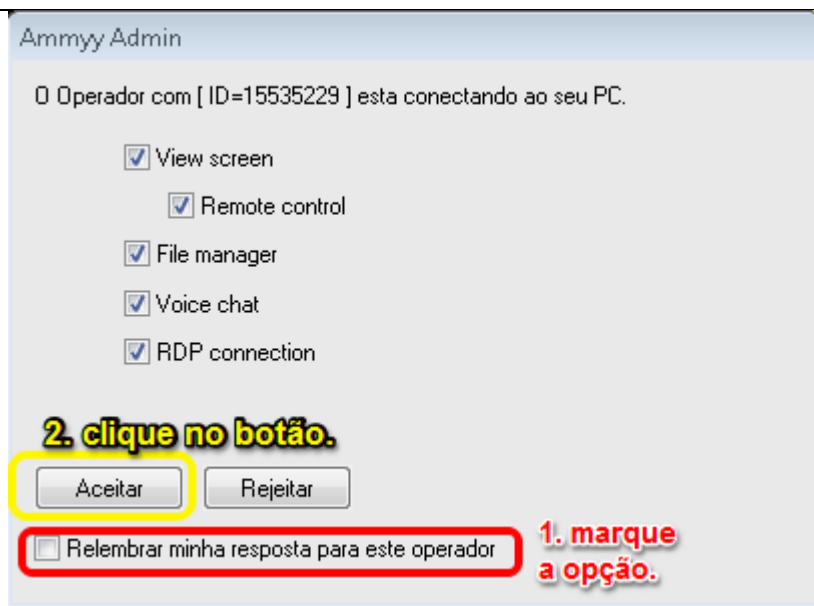 Ammyy Admin
O Operador com [ ID=15535229 ] esta conectando ao seu PC.
View screen
Remote control
File manager
Voice chat
RDP connection
2. clique no botão.
Aceitar Rejeitar
Relembrar minha resposta para este operador
1. marque
a opção.